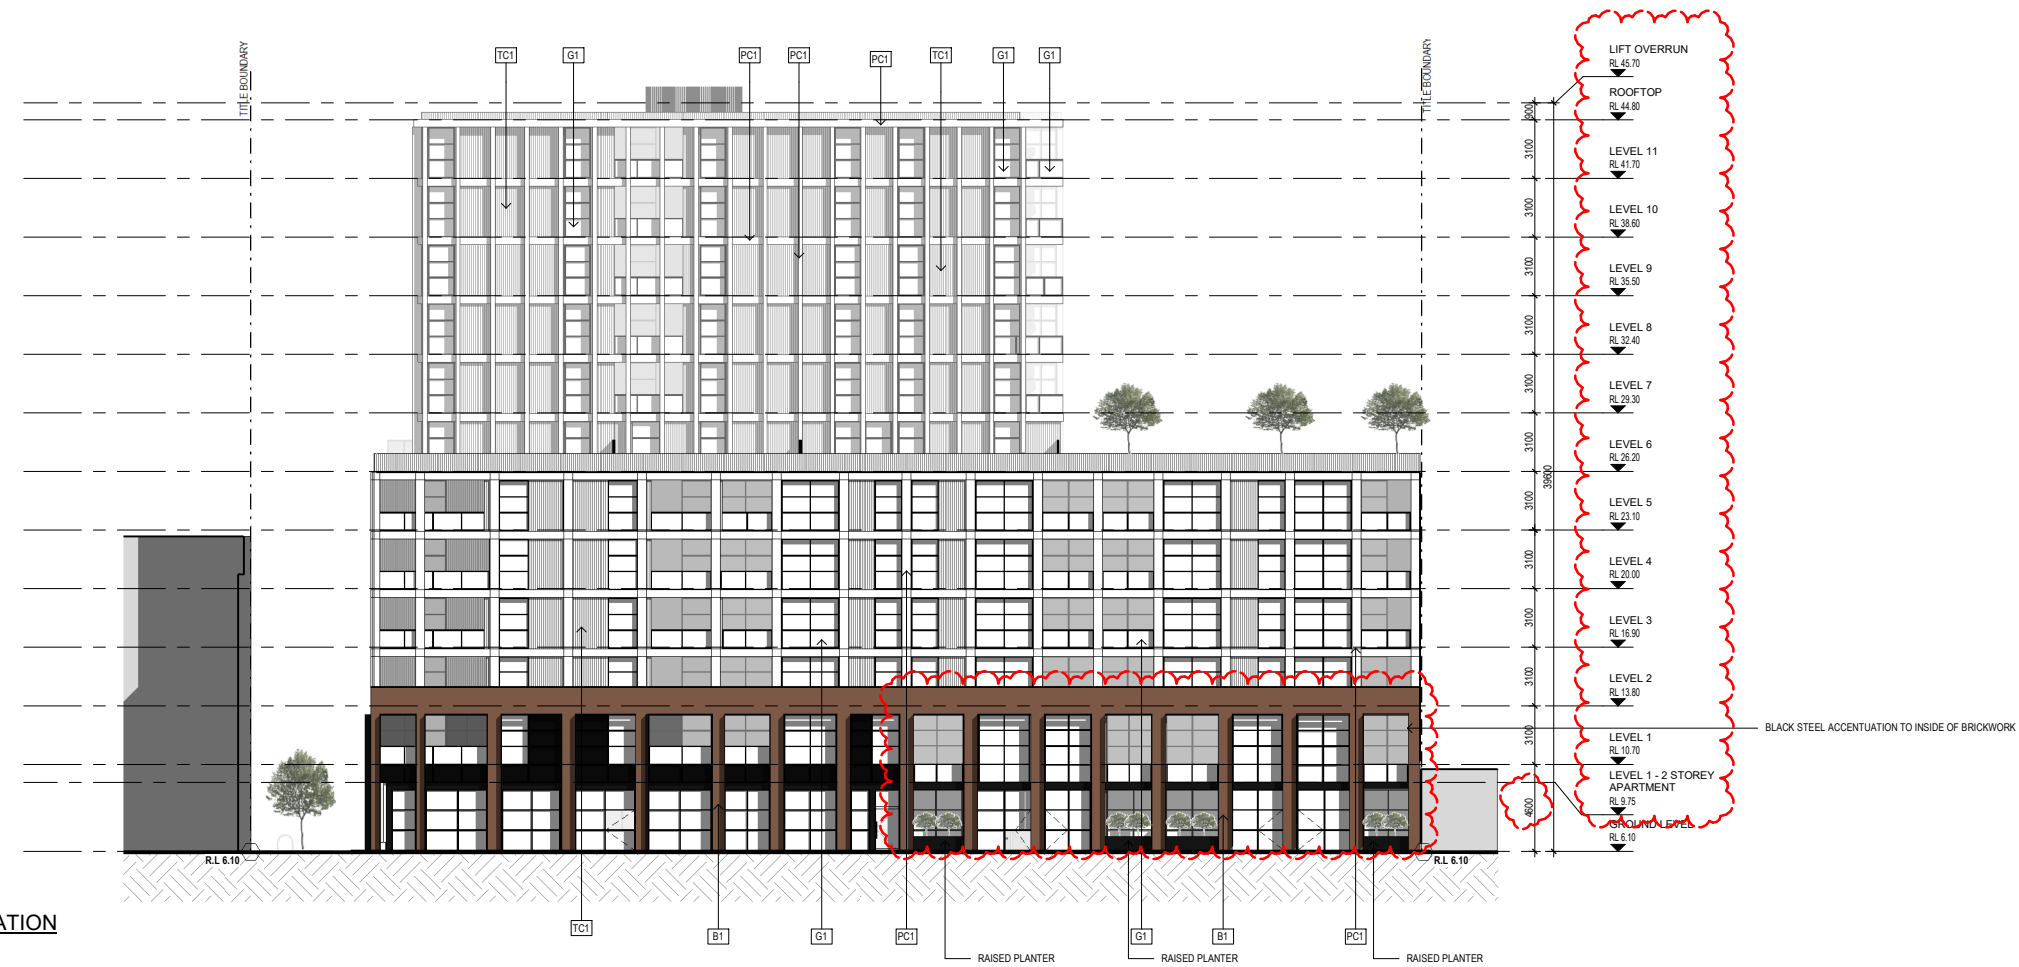 TITLE BOUNDARY
TC1
G1
PC1
PC1
PC1
TC1
G1
G1
TITLE BOUNDARY
LIFT OVERRUN
RL 45.70
ROOFTOP
RL 44.80
LEVEL 11
RL 41.70
LEVEL 10
RL 38.60
LEVEL 9
RL 35.50
LEVEL 8
RL 32.40
LEVEL 7
RL 29.30
LEVEL 6
RL 26.20
LEVEL 5
RL 23.10
LEVEL 4
RL 20.00
LEVEL 3
RL 16.90
LEVEL 2
RL 13.80
LEVEL 1
RL 10.70
LEVEL 1 - 2 STOREY
APARTMENT
RL 9.75
GROUND LEVEL
RL 6.10
900
3100
3100
3100
3100
3100
3100
3100
3100
3100
3100
3100
4600
39600
BLACK STEEL ACCENTUATION TO INSIDE OF BRICKWORK
R.L 6.10
R.L 6.10
ATION
TC1
B1
G1
PC1
G1
B1
PC1
RAISED PLANTER
RAISED PLANTER
RAISED PLANTER